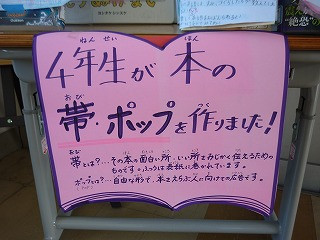 4年生が 本の
帯・ポップを作りました!
帯とは?…その本の面白い所・いい所をみじかく伝えるための
ものです。ふつうは表紙に巻かれています。
ポップとは?…自由な形で、本をえらぶ人に向けての広告です。